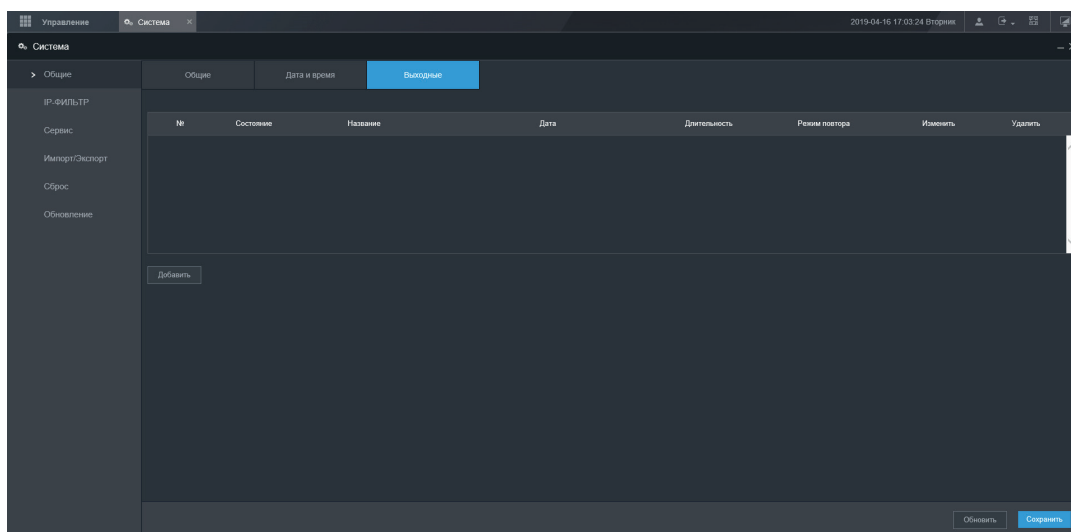 Управление Система × 2019-04-16 17:03:24 Вторник
Система
Общие Общие Дата и время Выходные
IP-ФИЛЬТР
№ Состояние Название Дата Длительность Режим повтора Изменить Удалить
Сервис
Импорт/Экспорт
Сброс
Обновление
Добавить
Обновить Сохранить